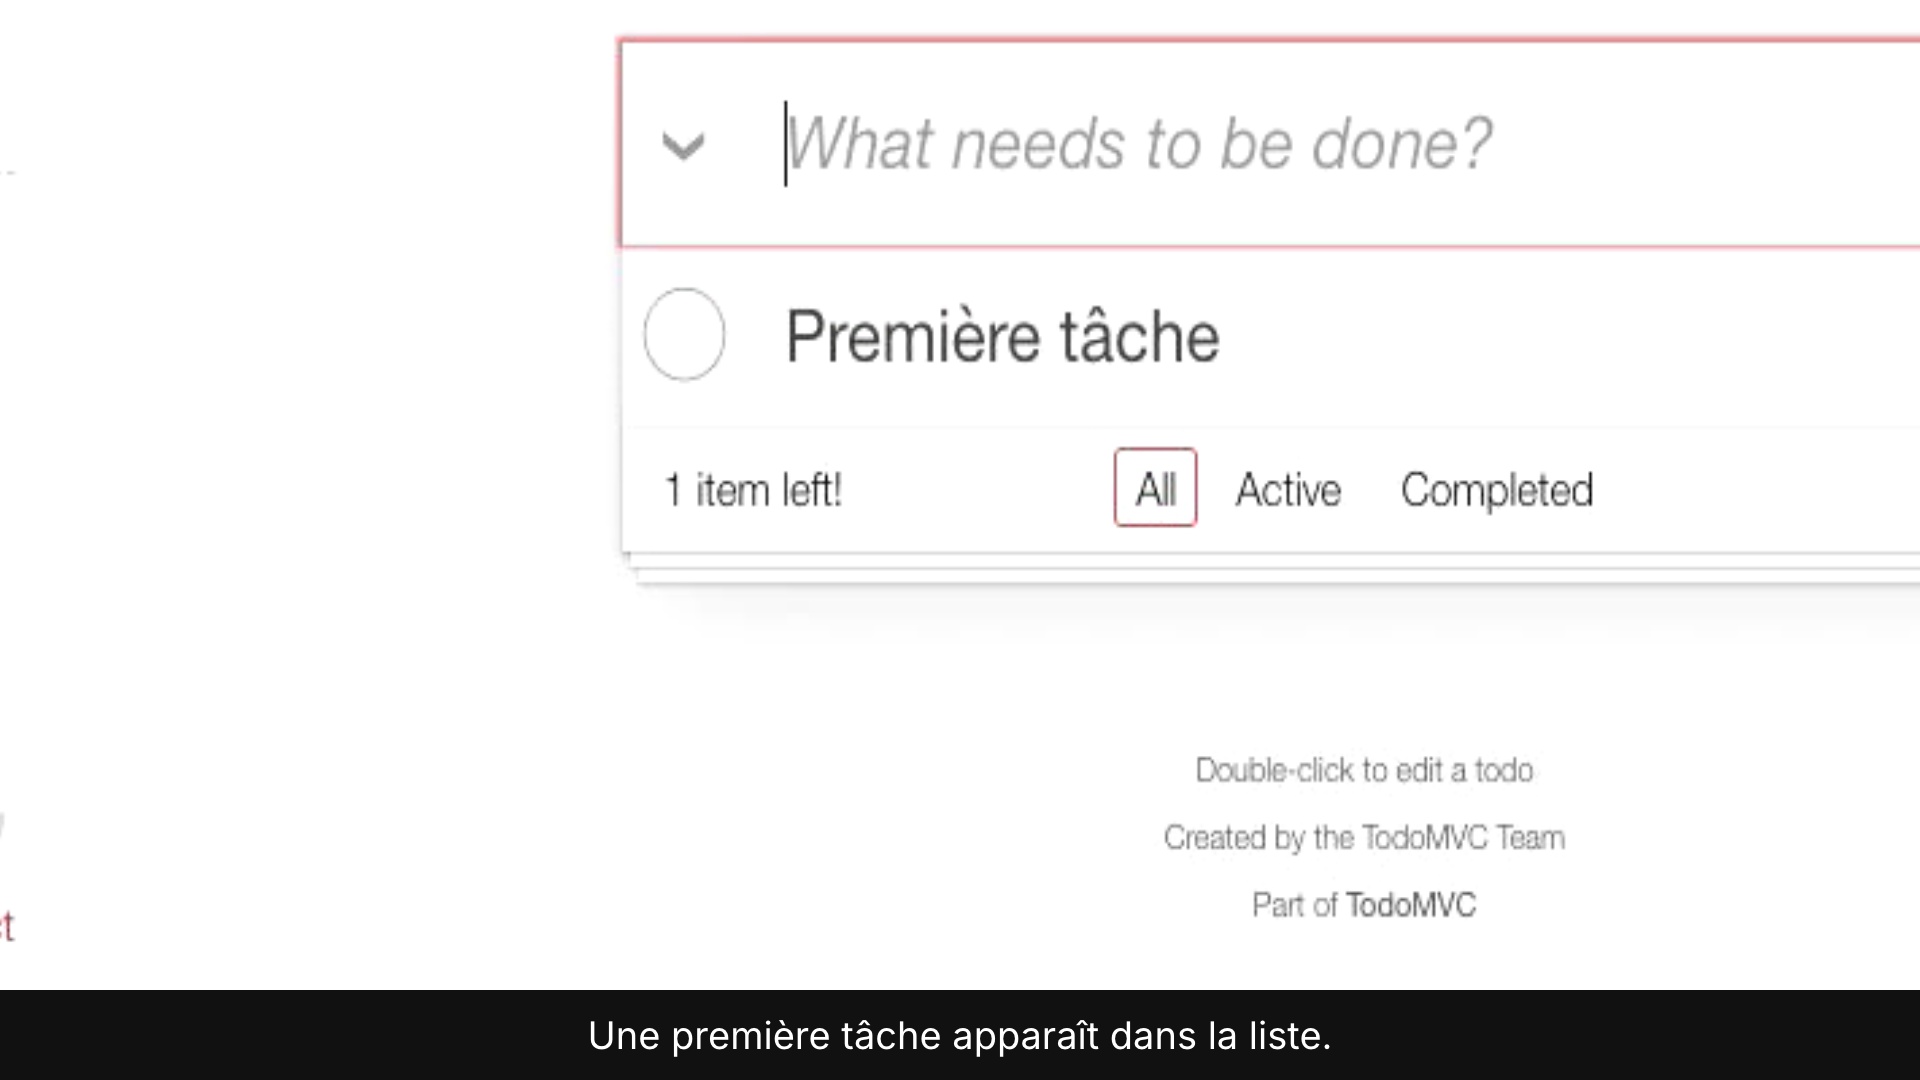 What needs to be done?
Première tâche
1 item left!
All Active Completed
Double-click to edit a todo
Created by the TodoMVC Team
Part of TodoMVC
Une première tâche apparaît dans la liste.